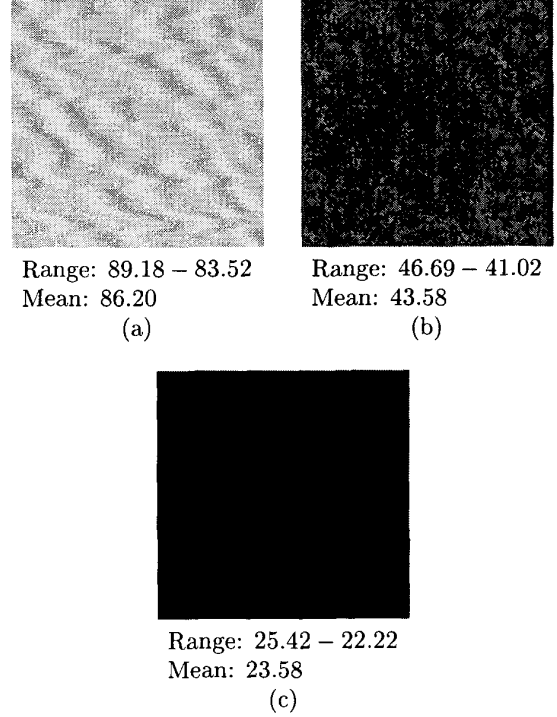 Range: 89.18 – 83.52
Mean: 86.20
(a)
Range: 46.69 – 41.02
Mean: 43.58
(b)
Range: 25.42 – 22.22
Mean: 23.58
(c)